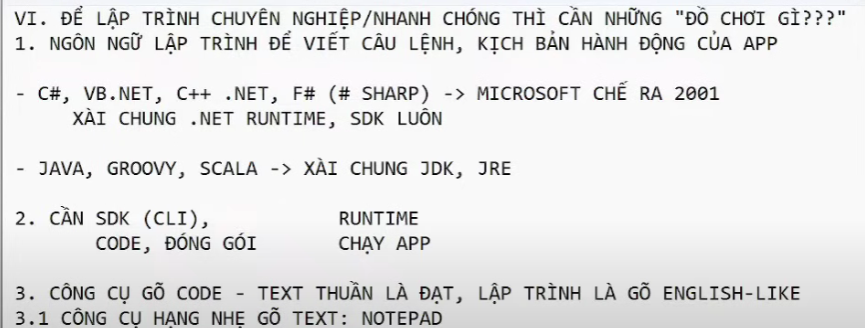 VI. ĐỂ LẬP TRÌNH CHUYÊN NGHIỆP/NHANH CHÓNG THÌ CẦN NHỮNG "ĐỒ CHƠI GÌ???"
1. NGÔN NGỮ LẬP TRÌNH ĐỂ VIẾT CÂU LỆNH, KỊCH BẢN HÀNH ĐỘNG CỦA APP
- C#, VB.NET, C++ .NET, F# (# SHARP) -> MICROSOFT CHẾ RA 2001
XÀI CHUNG .NET RUNTIME, SDK LUÔN
- JAVA, GROOVY, SCALA -> XÀI CHUNG JDK, JRE
2. CẦN SDK (CLI), RUNTIME
CODE, ĐÓNG GÓI CHẠY APP
3. CÔNG CỤ GÕ CODE - TEXT THUẦN LÀ ĐẠT, LẬP TRÌNH LÀ GÕ ENGLISH-LIKE
3.1 CÔNG CỤ HẠNG NHẸ GÕ TEXT: NOTEPAD